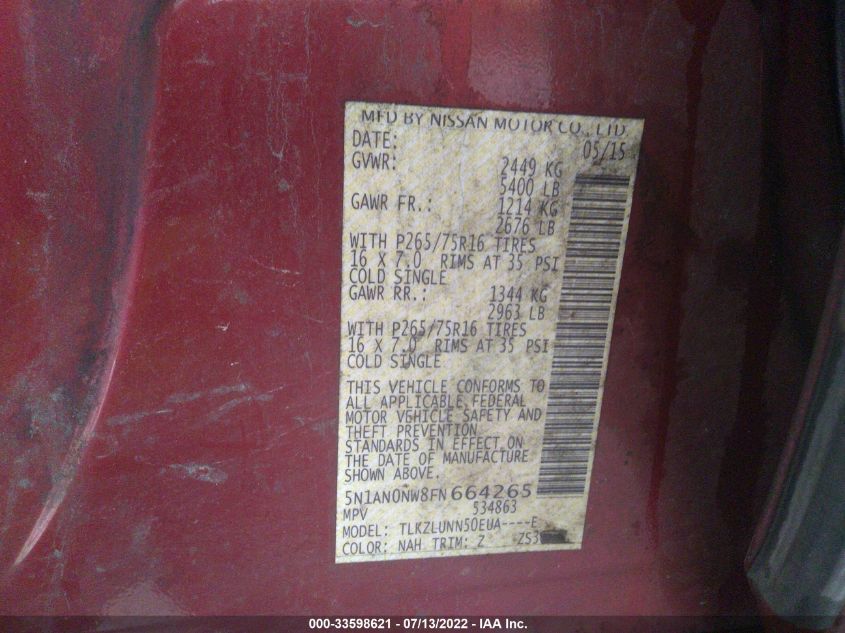 MFD BY NISSAN MOTOR CO., LTD.
DATE: 05/15
GVWR: 2449 KG
5400 LB
GAWR FR.: 1214 KG
2676 LB
WITH P265/75R16 TIRES
16 X 7.0 RIMS AT 35 PSI
COLD SINGLE
GAWR RR.: 1344 KG
2963 LB
WITH P265/75R16 TIRES
16 X 7.0 RIMS AT 35 PSI
COLD SINGLE
THIS VEHICLE CONFORMS TO
ALL APPLICABLE FEDERAL
MOTOR VEHICLE SAFETY AND
THEFT PREVENTION
STANDARDS IN EFFECT ON
THE DATE OF MANUFACTURE
SHOWN ABOVE.
5N1AN0NW8FN664265
MPV 534863
MODEL: TLKZLUNN50EUA----E
COLOR: NAH TRIM: Z
000-33598621 - 07/13/2022 - IAA Inc.